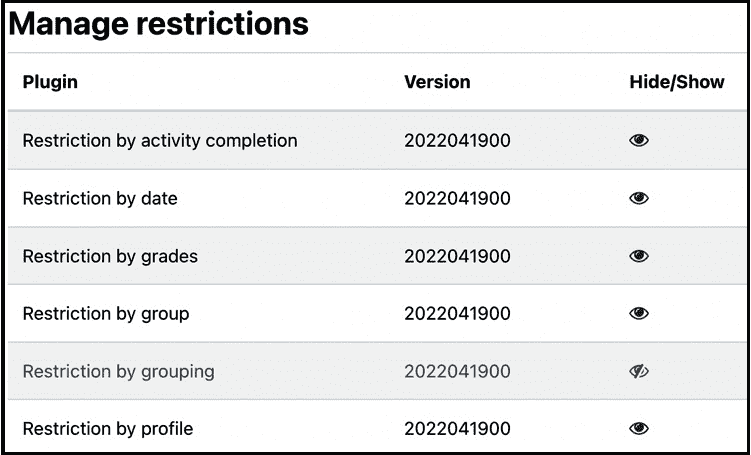 Manage restrictions
Plugin Version Hide/Show
Restriction by activity completion 2022041900
Restriction by date 2022041900
Restriction by grades 2022041900
Restriction by group 2022041900
Restriction by grouping 2022041900
Restriction by profile 2022041900